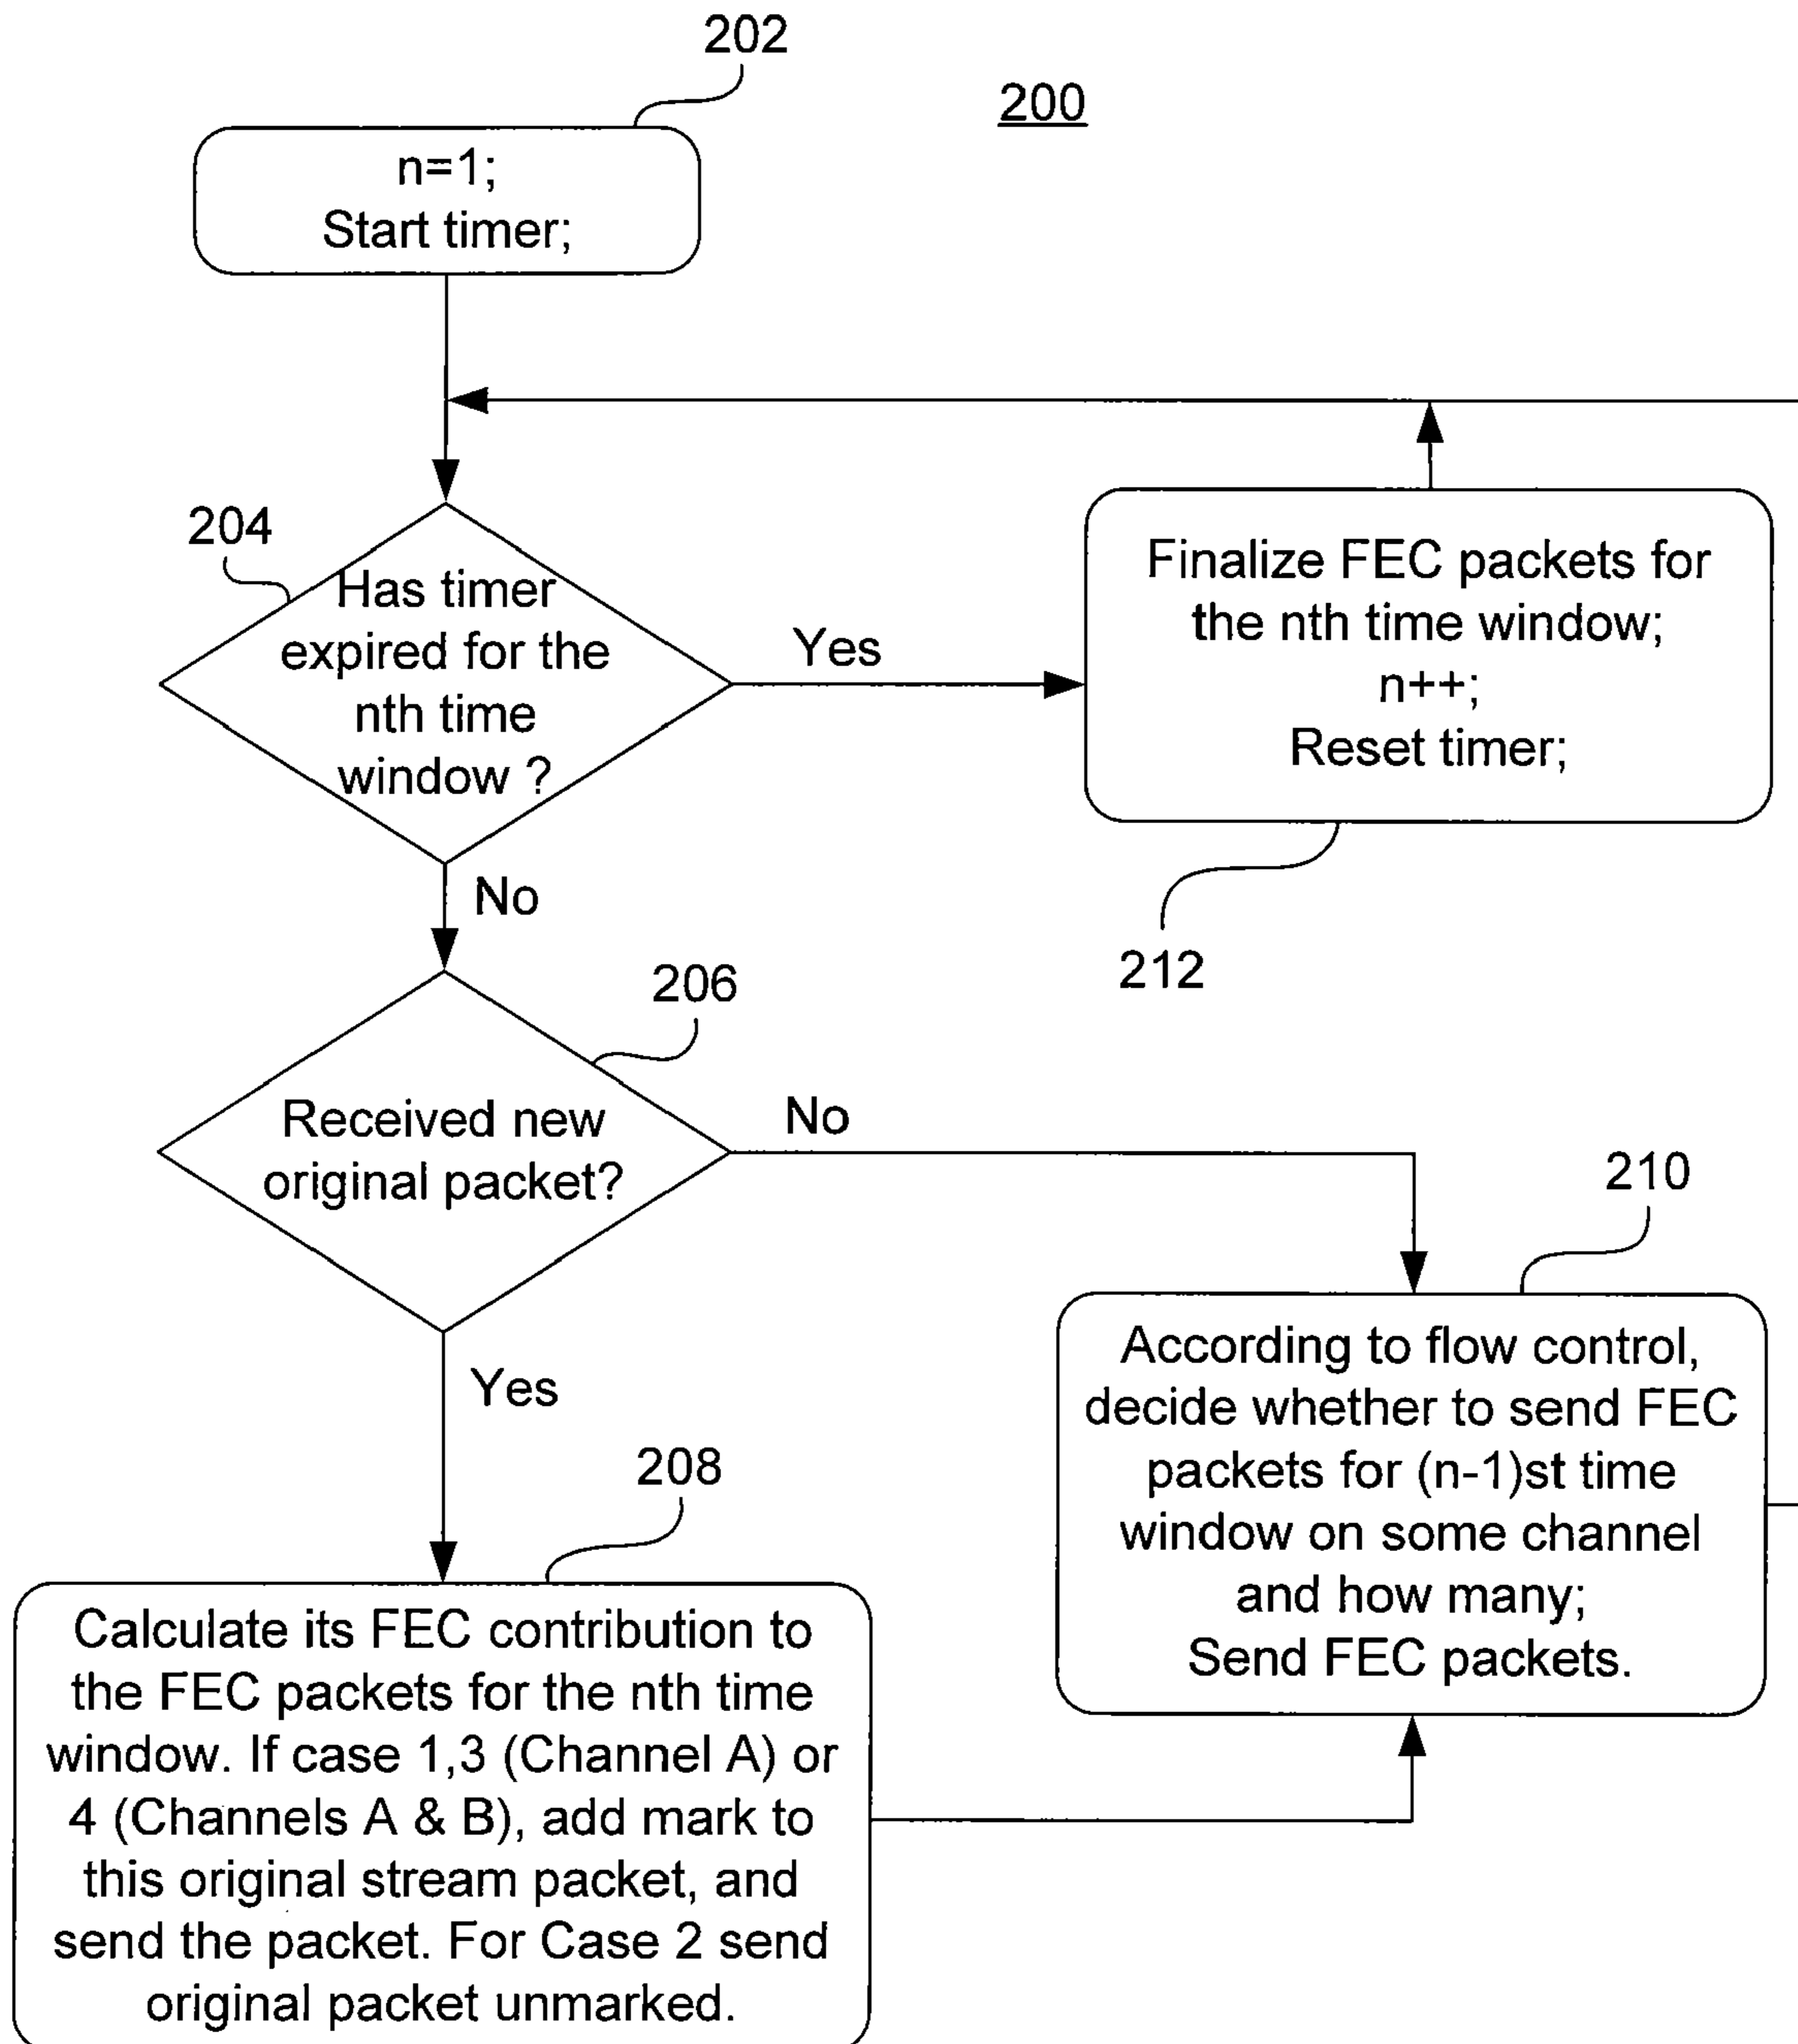 202
200
n=1;
Start timer;
204
Has timer
expired for the
nth time
window ?
Yes
Finalize FEC packets for
the nth time window;
n++;
Reset timer;
No
212
206
Received new
original packet?
No
210
Yes
According to flow control,
decide whether to send FEC
packets for (n-1)st time
window on some channel
and how many;
Send FEC packets.
208
Calculate its FEC contribution to
the FEC packets for the nth time
window. If case 1,3 (Channel A) or
4 (Channels A & B), add mark to
this original stream packet, and
send the packet. For Case 2 send
original packet unmarked.